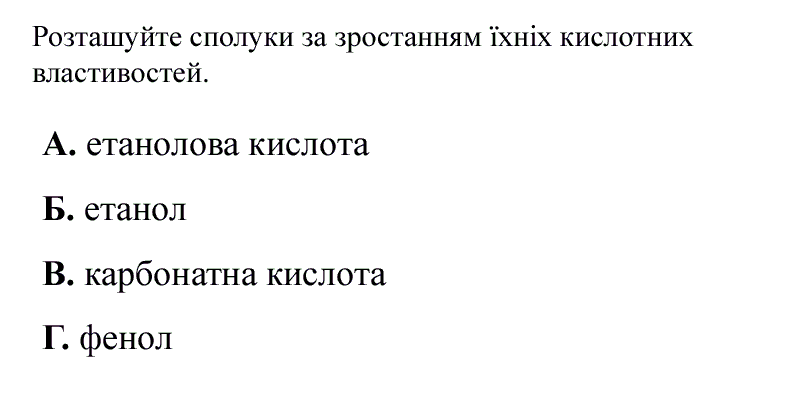 Розташуйте сполуки за зростанням їхніх кислотних
властивостей.
А. етанолова кислота
Б. етанол
В. карбонатна кислота
Г. фенол